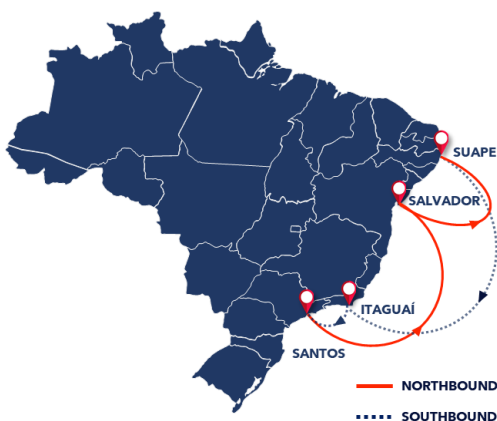 SUAPE
SALVADOR
ITAGUAÍ
SANTOS
NORTHBOUND
SOUTHBOUND